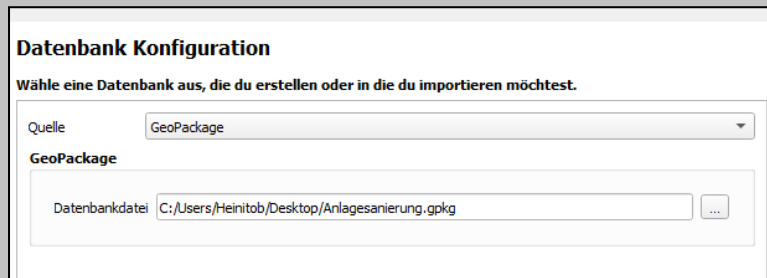 Datenbank Konfiguration
Wähle eine Datenbank aus, die du erstellen oder in die du importieren möchtest.
Quelle GeoPackage
GeoPackage
Datenbankdatei C:/Users/Heinitob/Desktop/Anlagesanierung.gpkg ...